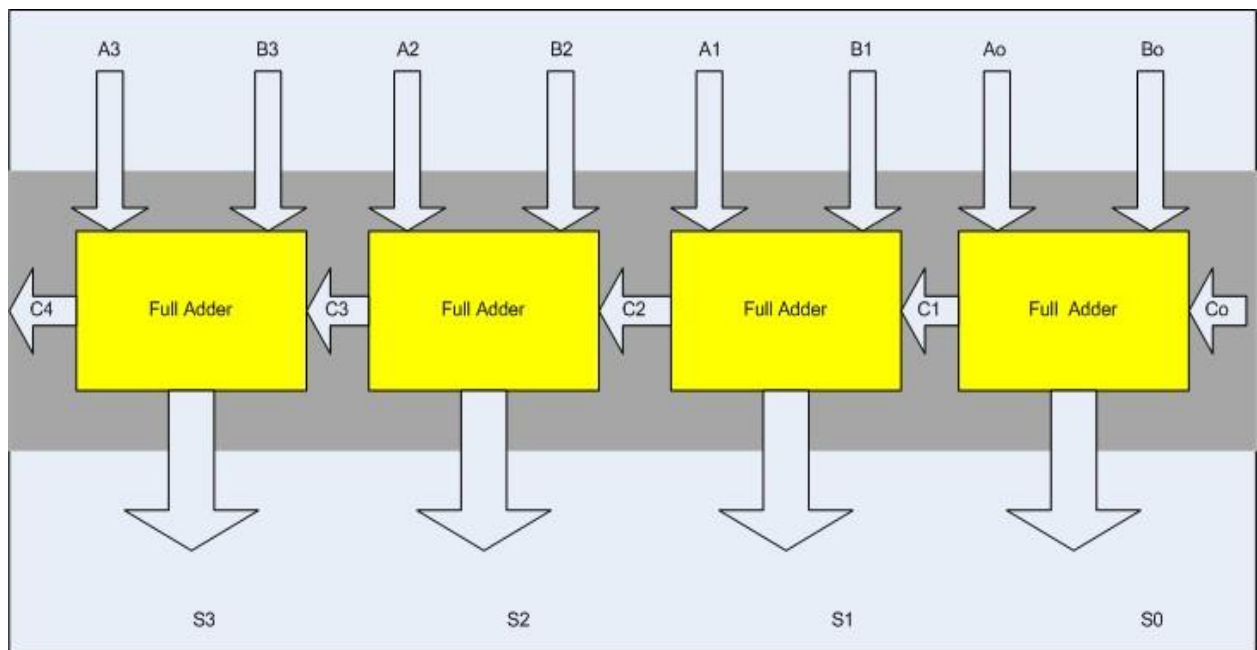 A3 B3 A2 B2 A1 B1 Ao Bo
C4 Full Adder C3 Full Adder C2 Full Adder C1 Full Adder Co
S3 S2 S1 S0